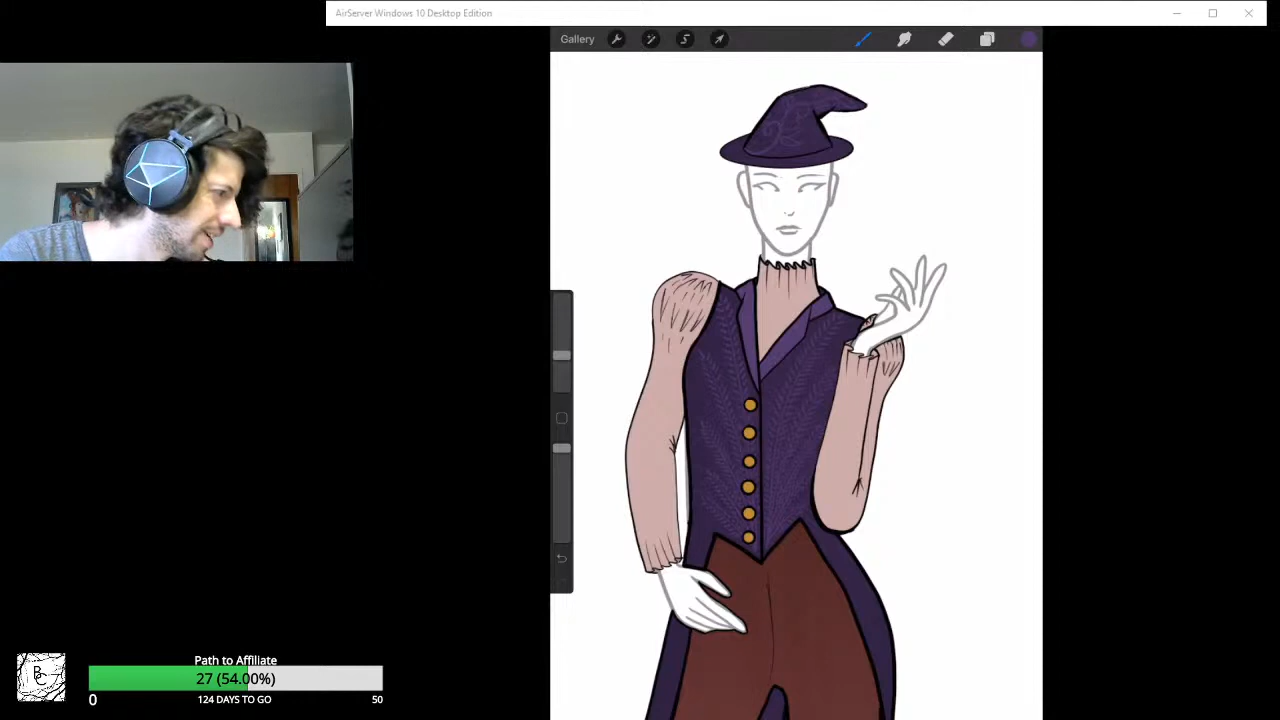 AirServer Windows 10 Desktop Edition
Gallery
Path to Affiliate
27 (54.00%)
0
124 DAYS TO GO
50